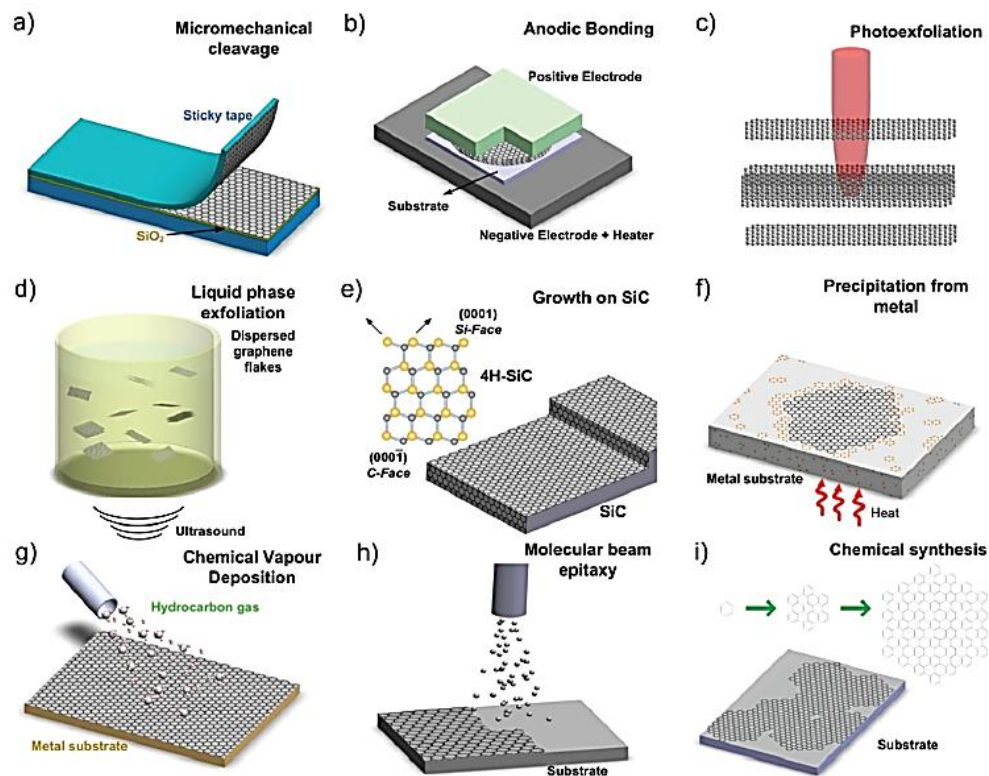 a)
Micromechanical
cleavage
Sticky tape
SiO₂
b)
Anodic Bonding
Positive Electrode
Substrate
Negative Electrode + Heater
c)
Photoexfoliation
d)
Liquid phase
exfoliation
Dispersed
graphene
flakes
Ultrasound
e)
Growth on SiC
(0001)
Si-Face
4H-SiC
(0001̅)
C-Face
SiC
f)
Precipitation from
metal
Metal substrate
Heat
g)
Chemical Vapour
Deposition
Hydrocarbon gas
Metal substrate
h)
Molecular beam
epitaxy
Substrate
i)
Chemical synthesis
Substrate